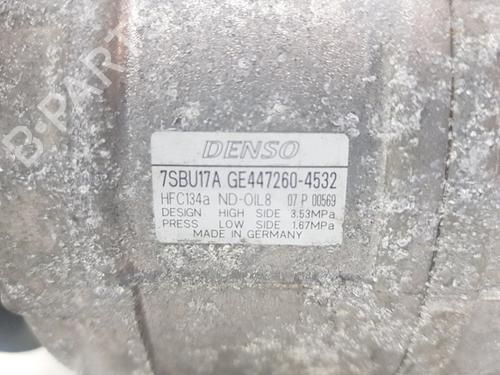 B-PARTS
DENSO
7SBU17A GE447260-4532
HFC134a ND-OIL8 07 P 00569
DESIGN HIGH SIDE 3.53MPa
PRESS LOW SIDE 1.67MPa
MADE IN GERMANY